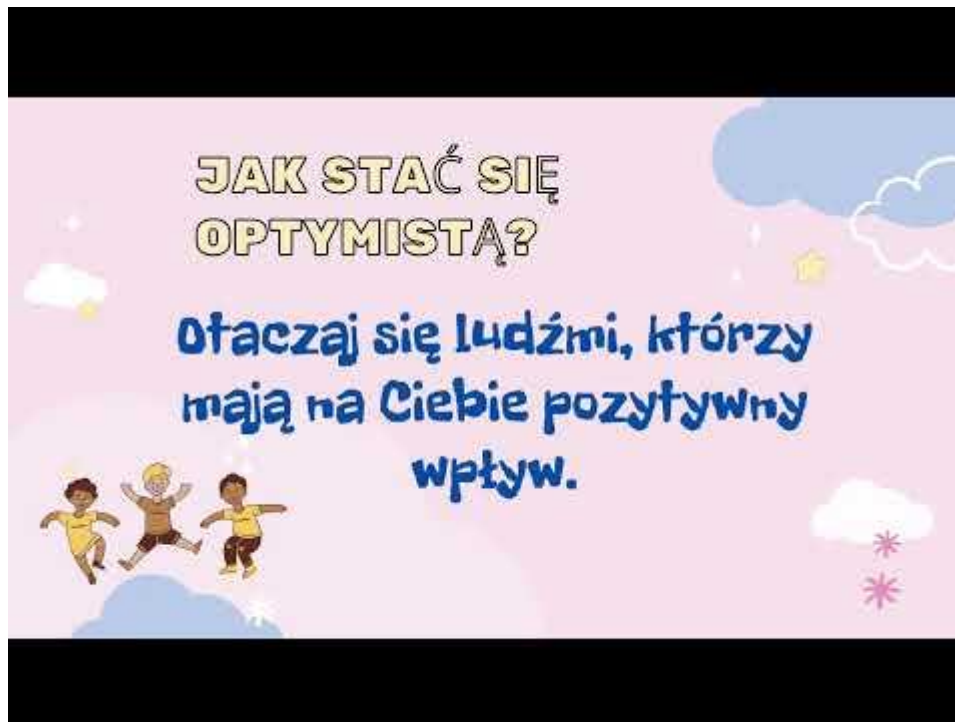 JAK STAĆ SIĘ
OPTYMISTĄ?
Otaczaj się ludźmi, którzy
mają na Ciebie pozytywny
wpływ.